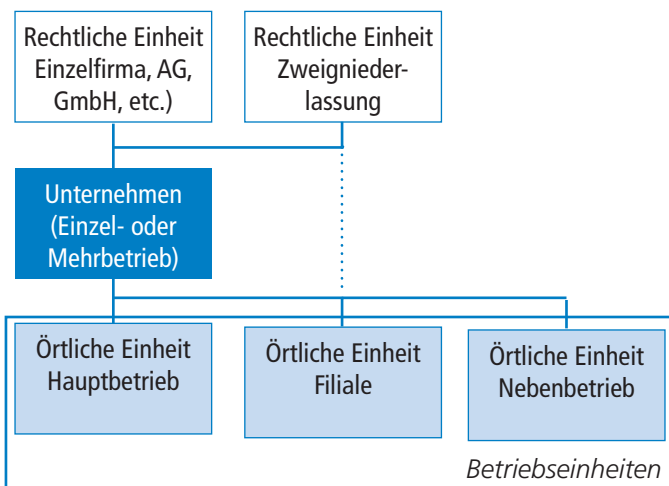 Rechtliche Einheit
Einzelfirma, AG,
GmbH, etc.)
Rechtliche Einheit
Zweignieder-
lassung
Unternehmen
(Einzel- oder
Mehrbetrieb)
Örtliche Einheit
Hauptbetrieb
Örtliche Einheit
Filiale
Örtliche Einheit
Nebenbetrieb
Betriebseinheiten